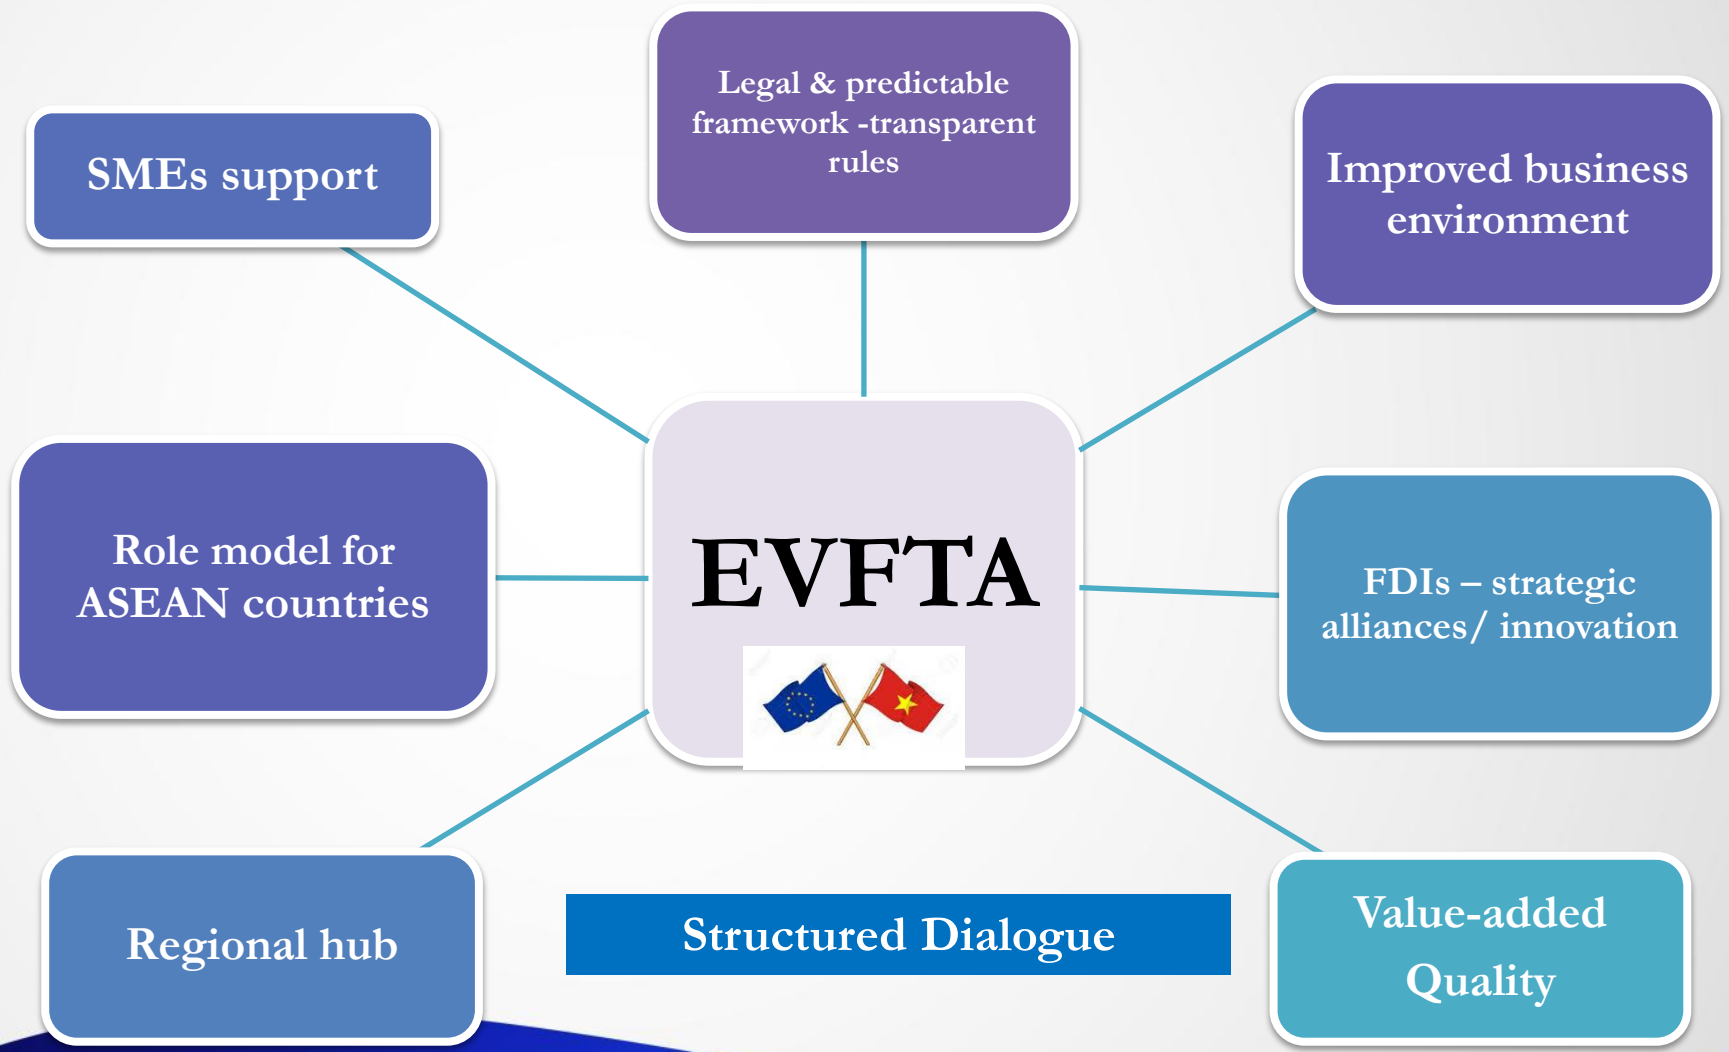 Legal & predictable
framework -transparent
rules
SMEs support
Improved business
environment
Role model for
ASEAN countries
EVFTA
FDIs – strategic
alliances/ innovation
Regional hub
Structured Dialogue
Value-added
Quality